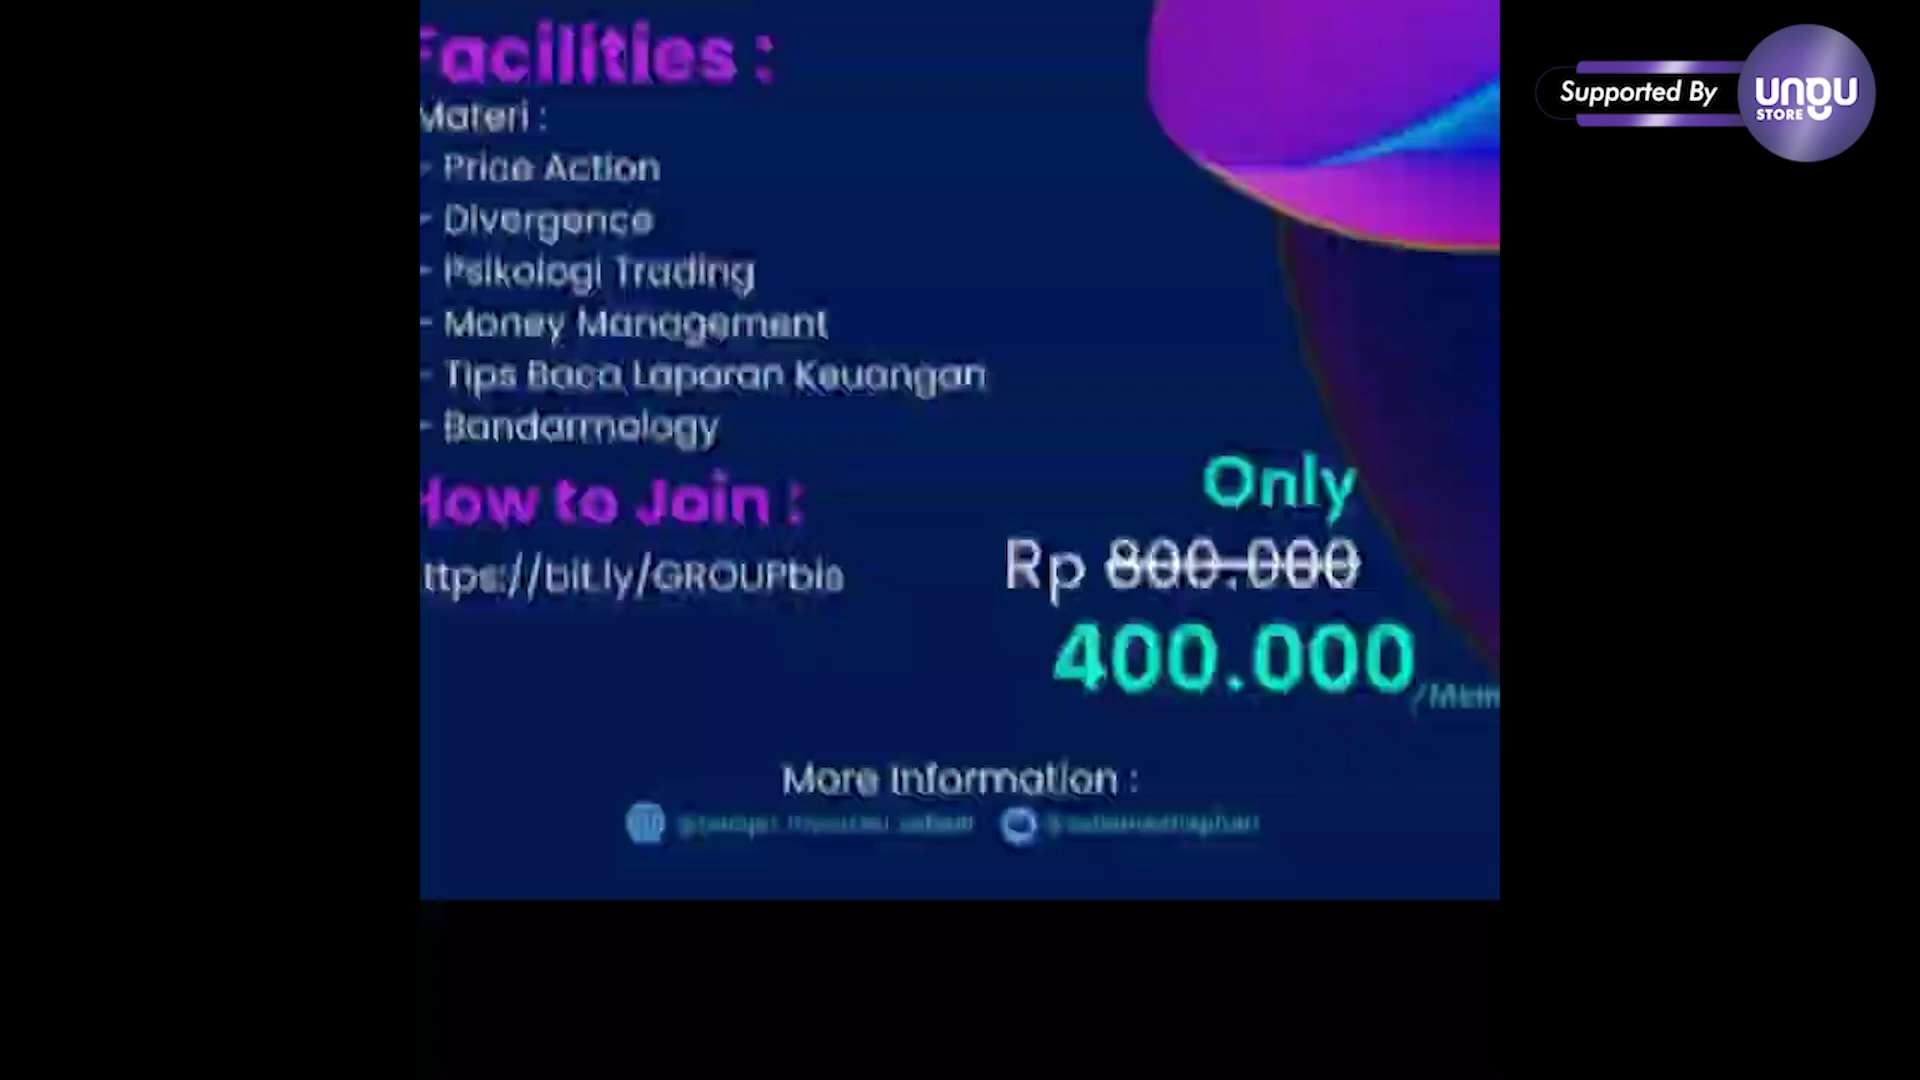 Facilities :
Materi :
- Price Action
- Divergence
- Psikologi Trading
- Money Management
- Tips Baca Laporan Keuangan
- Bandarmology
How to Join :
ttps://bit.ly/GROUPbis
Only
Rp 800.000
400.000
/Mem
More Information :
Supported By
UNGU
STORE